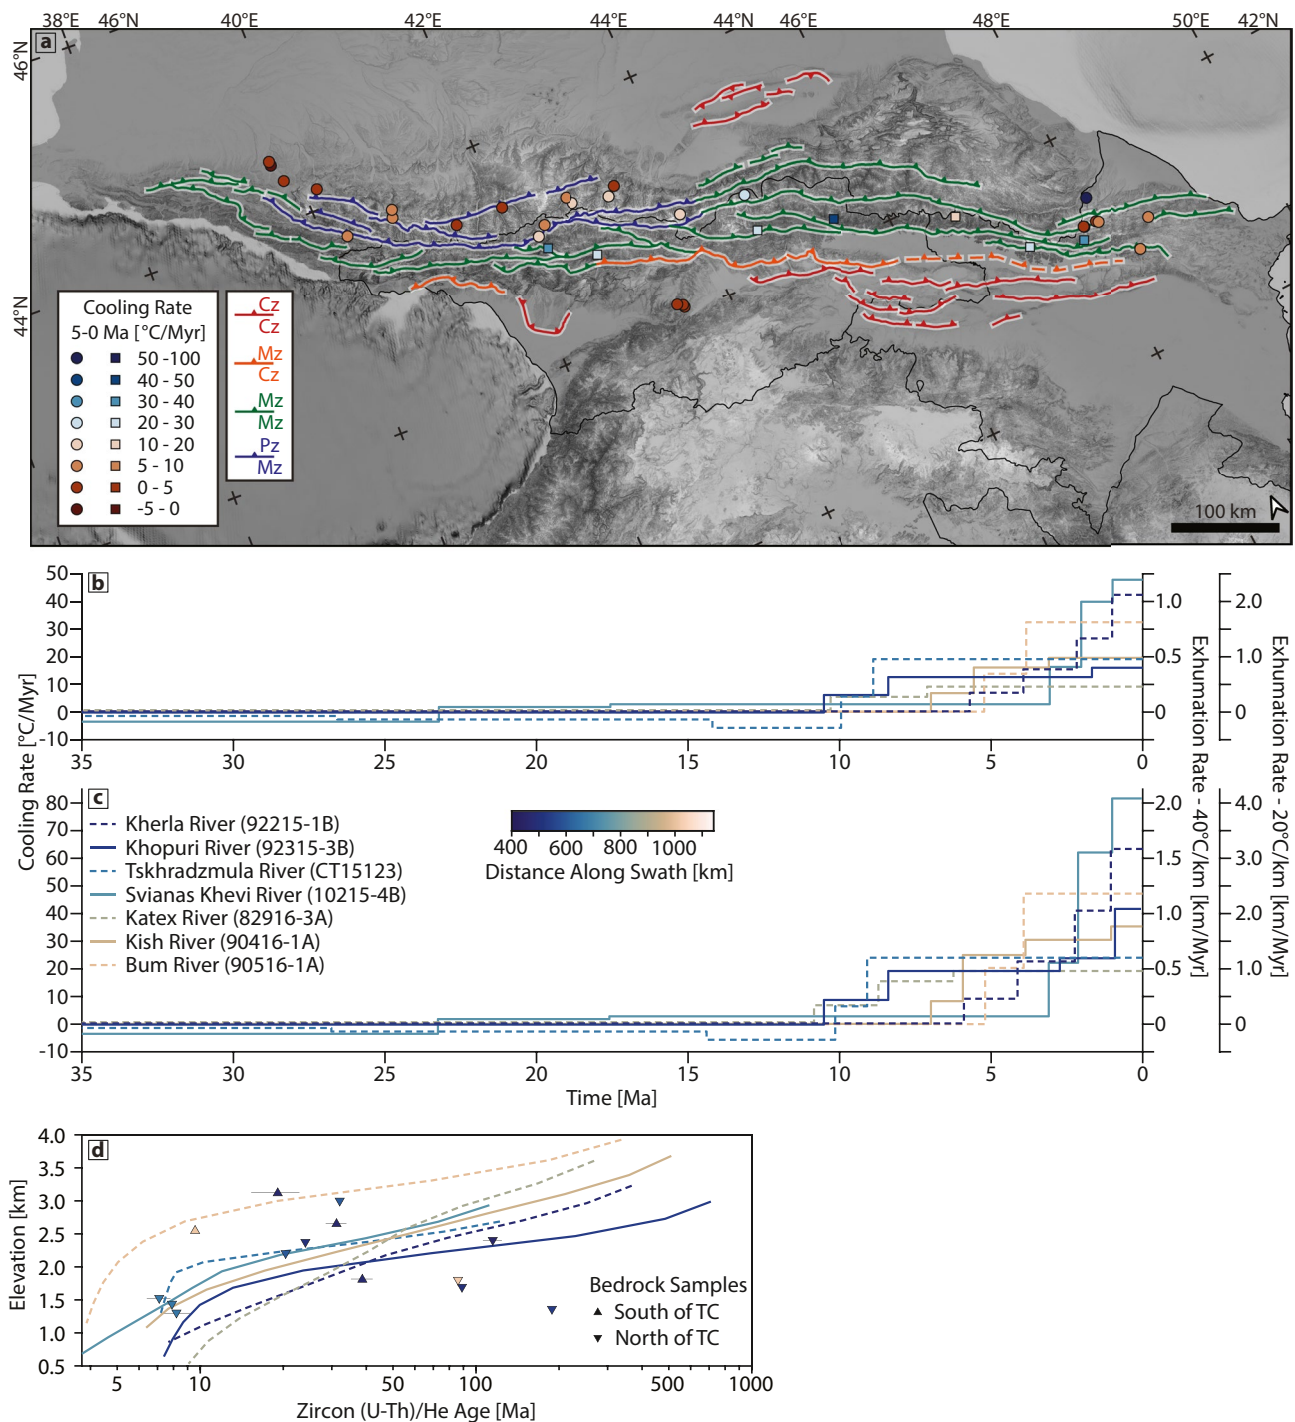 38°E 46°N 40°E 42°E 44°E 44°N 46°E 48°E 50°E 42°N
a
46°N
44°N
Cooling Rate
5-0 Ma [°C/Myr]
50 -100
40 - 50
30 - 40
20 - 30
10 - 20
5 - 10
0 - 5
-5 - 0
Cz
Cz
Mz
Cz
Mz
Mz
Pz
Mz
100 km
b
50
40
30
20
10
0
-10
35 30 25 20 15 10 5 0
1.0
0.5
0
2.0
1.0
0
Cooling Rate [°C/Myr]
Exhumation Rate - 40°C/km [km/Myr]
Exhumation Rate - 20°C/km [km/Myr]
c
80
70
60
50
40
30
20
10
0
-10
Kherla River (92215-1B)
Khopuri River (92315-3B)
Tskhradzmula River (CT15123)
Svianas Khevi River (10215-4B)
Katex River (82916-3A)
Kish River (90416-1A)
Bum River (90516-1A)
400 600 800 1000
Distance Along Swath [km]
2.0
1.5
1.0
0.5
0
4.0
3.0
2.0
1.0
0
35 30 25 20 15 10 5 0
Time [Ma]
d
4.0
3.5
3.0
2.5
2.0
1.5
1.0
0.5
Elevation [km]
Bedrock Samples
South of TC
North of TC
5 10 50 100 500 1000
Zircon (U-Th)/He Age [Ma]